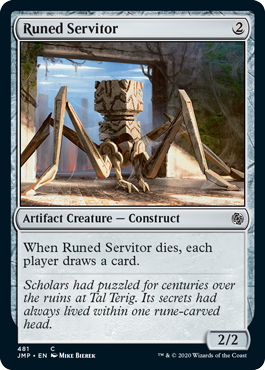 Runed Servitor 2
Artifact Creature — Construct
When Runed Servitor dies, each
player draws a card.
Scholars had puzzled for centuries over
the ruins at Tal Terig. Its secrets had
always lived within one rune-carved
head.
2/2
481 C
JMP • EN Mike Bierek ™ & © 2020 Wizards of the Coast